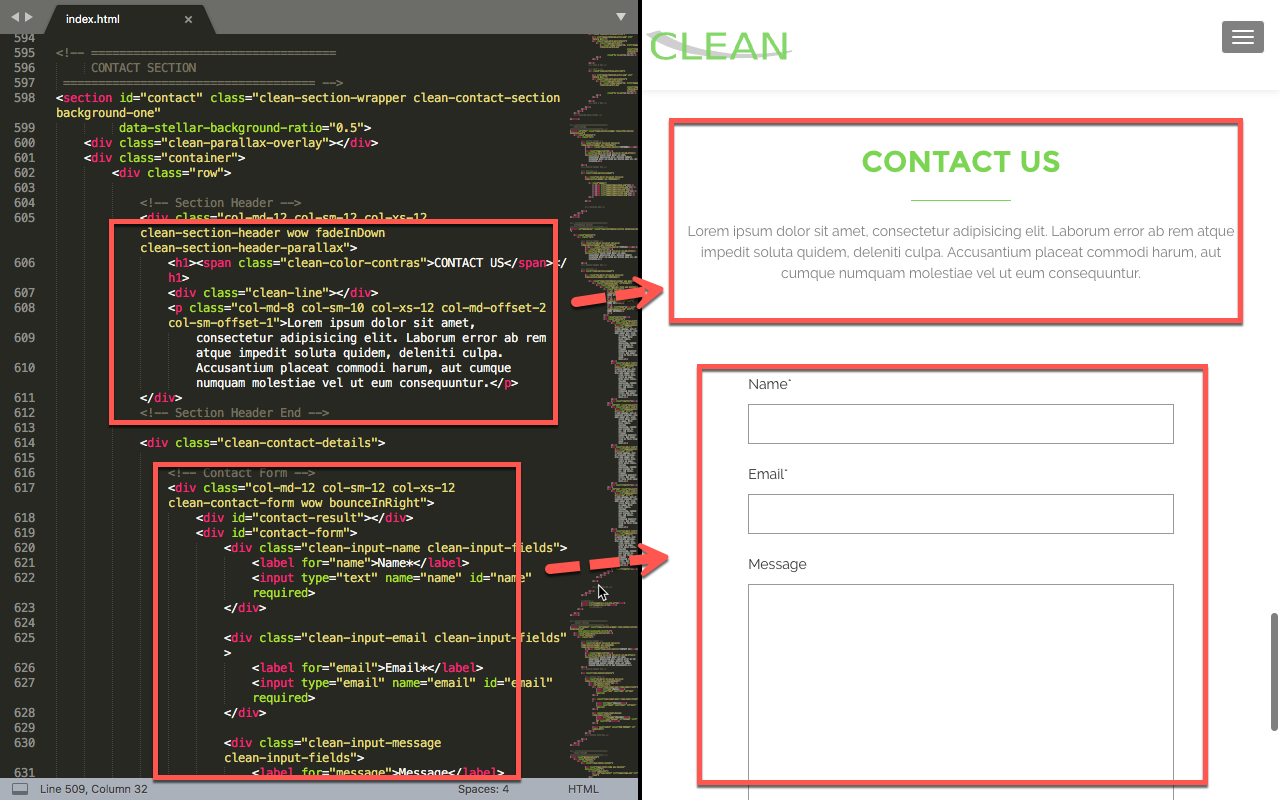 index.html
594
595 <!-- ===================================
596 CONTACT SECTION
597 ==================================== -->
598 <section id="contact" class="clean-section-wrapper clean-contact-section
background-one"
599 data-stellar-background-ratio="0.5">
600 <div class="clean-parallax-overlay"></div>
601 <div class="container">
602 <div class="row">
603
604 <!-- Section Header -->
605 <div class="col-md-12 col-sm-12 col-xs-12
clean-section-header wow fadeInDown
clean-section-header-parallax">
606 <h1><span class="clean-color-contras">CONTACT US</span></
h1>
607 <div class="clean-line"></div>
608 <p class="col-md-8 col-sm-10 col-xs-12 col-md-offset-2
col-sm-offset-1">Lorem ipsum dolor sit amet,
609 consectetur adipisicing elit. Laborum error ab rem
atque impedit soluta quidem, deleniti culpa.
610 Accusantium placeat commodi harum, aut cumque
numquam molestiae vel ut eum consequuntur.</p>
611 </div>
612 <!-- Section Header End -->
613
614 <div class="clean-contact-details">
615
616 <!-- Contact Form -->
617 <div class="col-md-12 col-sm-12 col-xs-12
clean-contact-form wow bounceInRight">
618 <div id="contact-result"></div>
619 <div id="contact-form">
620 <div class="clean-input-name clean-input-fields">
621 <label for="name">Name*</label>
622 <input type="text" name="name" id="name"
required>
623 </div>
624
625 <div class="clean-input-email clean-input-fields"
>
626 <label for="email">Email*</label>
627 <input type="email" name="email" id="email"
required>
628 </div>
629
630 <div class="clean-input-message
clean-input-fields">
631 <label for="message">Message</label>
Line 509, Column 32 Spaces: 4 HTML
CLEAN
CONTACT US
Lorem ipsum dolor sit amet, consectetur adipisicing elit. Laborum error ab rem atque
impedit soluta quidem, deleniti culpa. Accusantium placeat commodi harum, aut
cumque numquam molestiae vel ut eum consequuntur.
Name*
Email*
Message